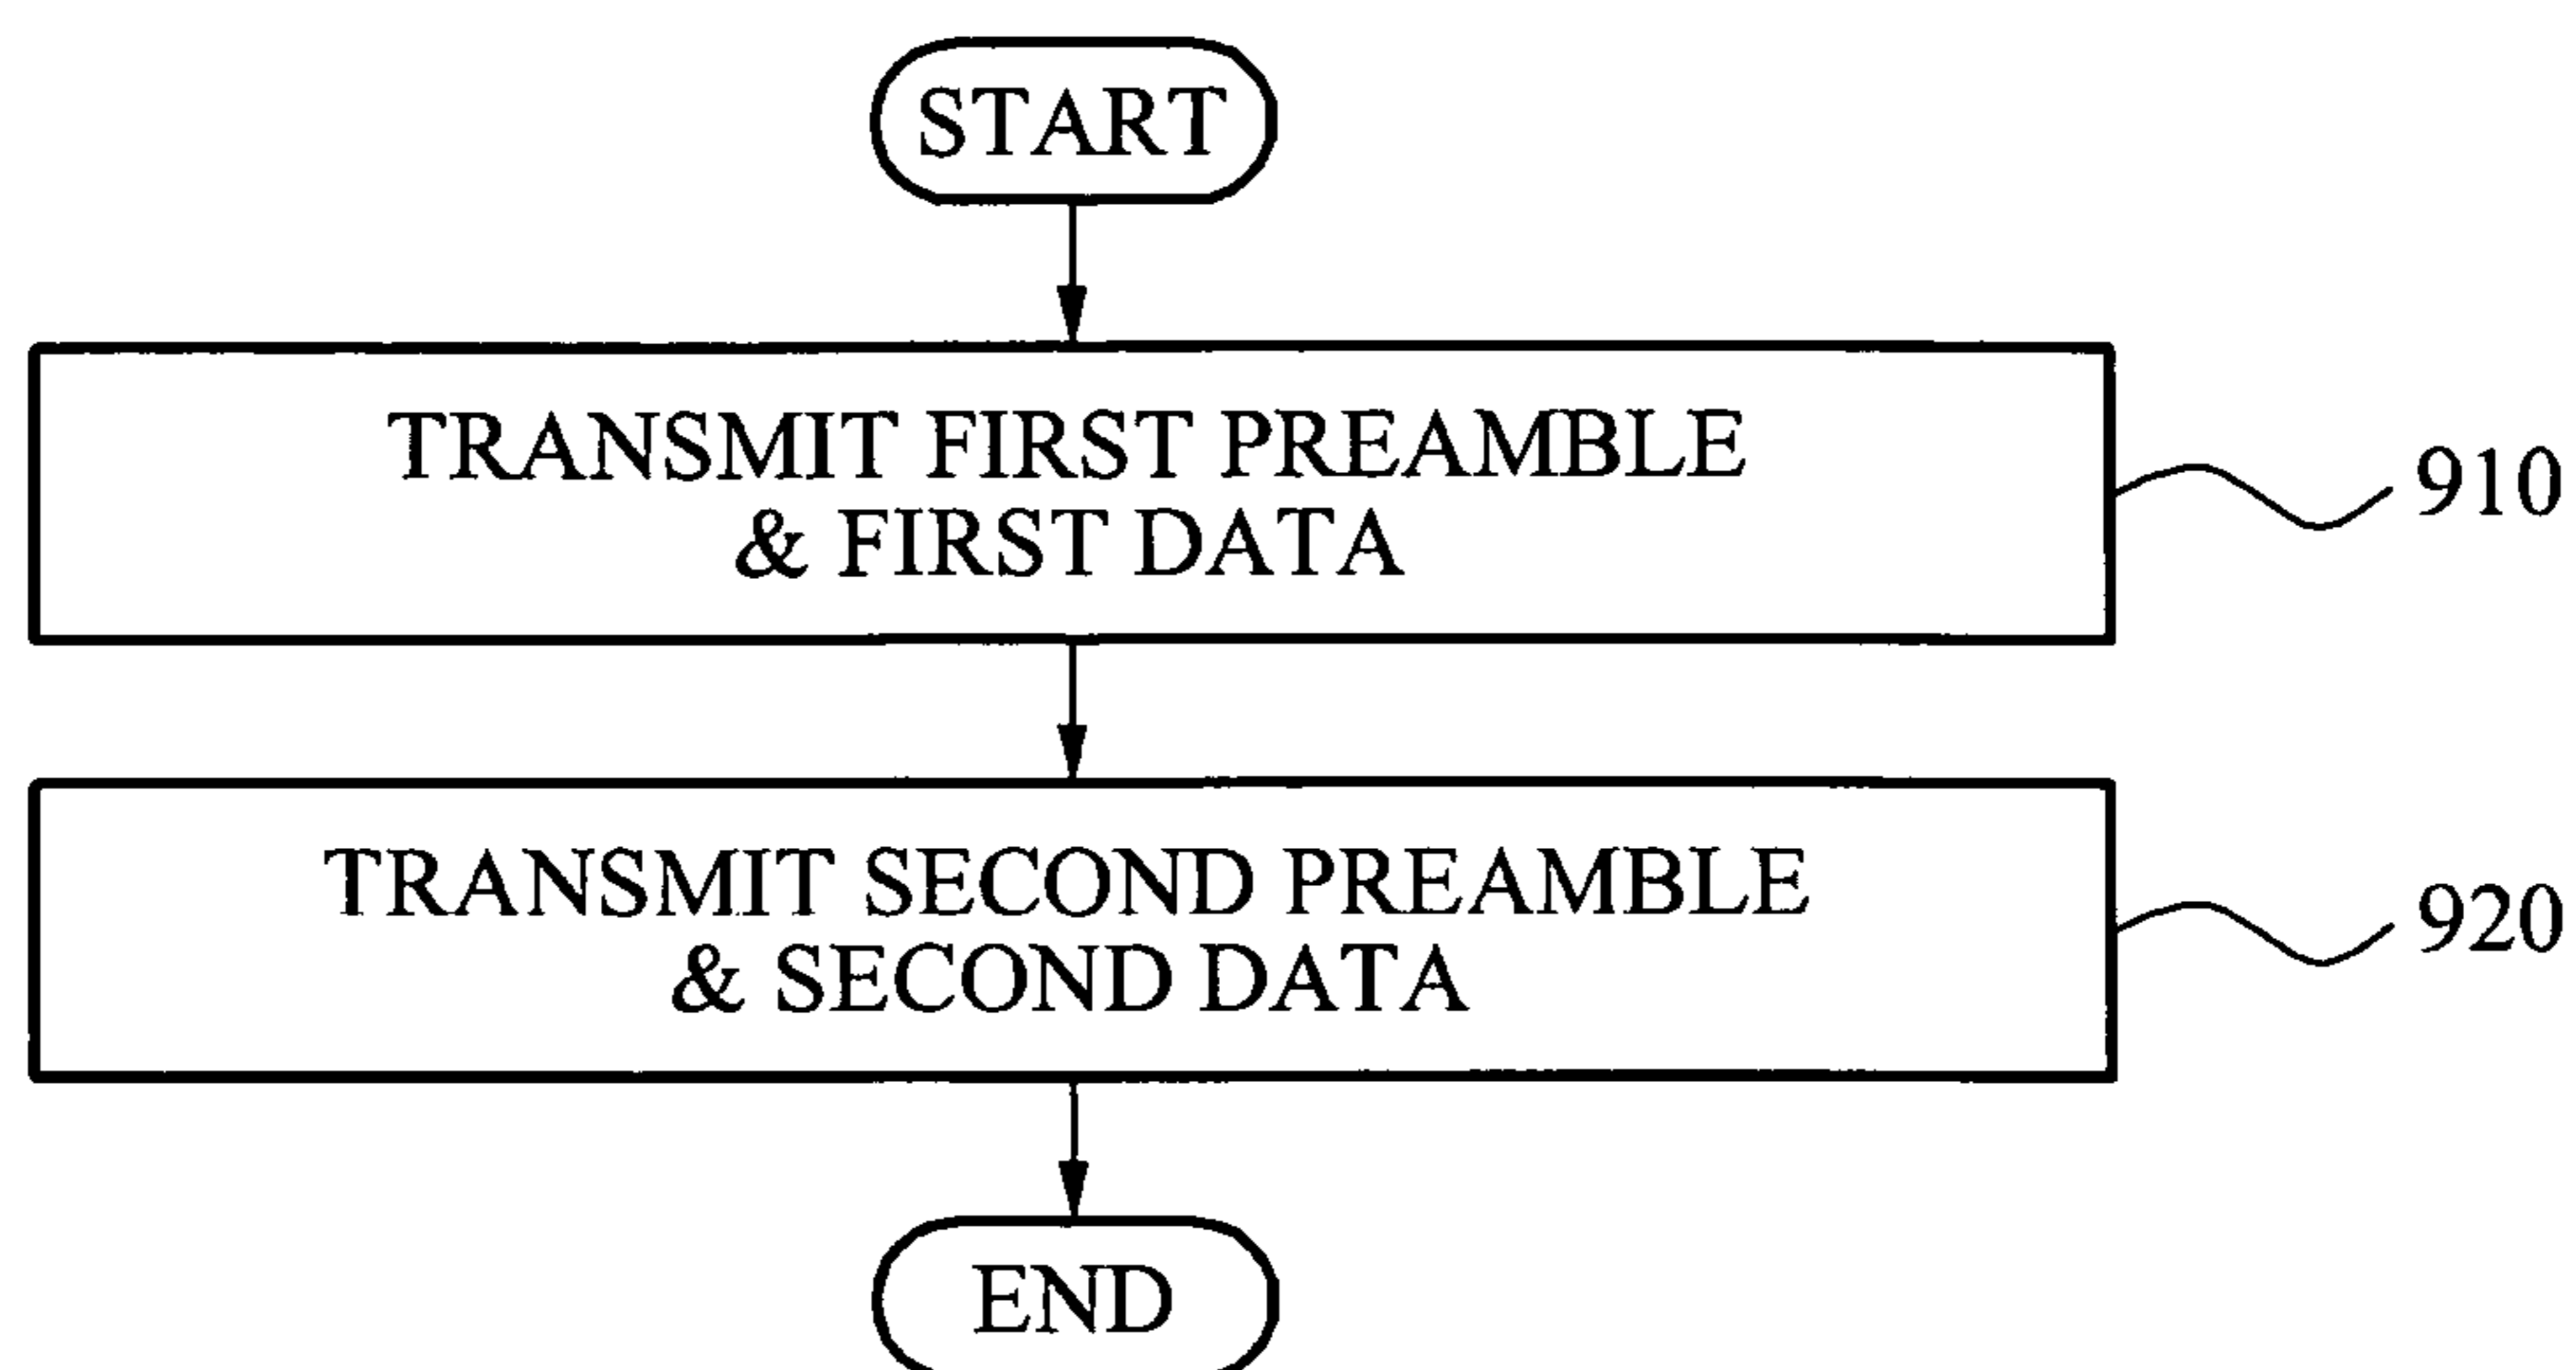 START
TRANSMIT FIRST PREAMBLE
& FIRST DATA
910
TRANSMIT SECOND PREAMBLE
& SECOND DATA
920
END